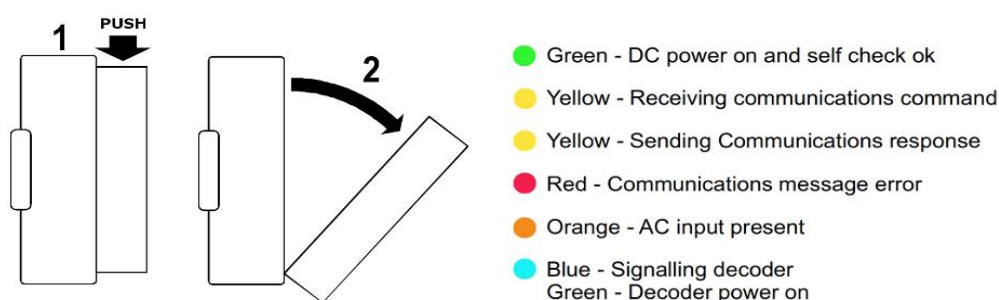 PUSH
1
2
Green - DC power on and self check ok
Yellow - Receiving communications command
Yellow - Sending Communications response
Red - Communications message error
Orange - AC input present
Blue - Signalling decoder
Green - Decoder power on